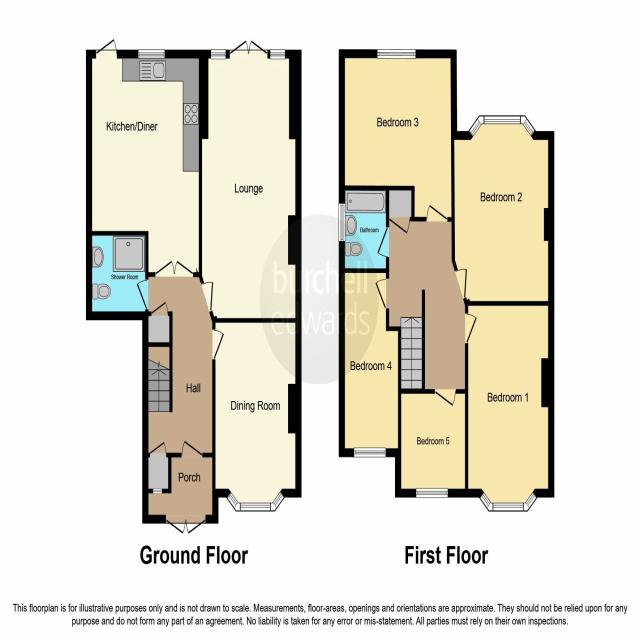 Kitchen/Diner
Lounge
Shower Room
Hall
Dining Room
Porch
Bedroom 3
Bedroom 2
Bathroom
Bedroom 4
Bedroom 1
Bedroom 5
burchell
edwards
Ground Floor
First Floor
This floorplan is for illustrative purposes only and is not drawn to scale. Measurements, floor-areas, openings and orientations are approximate. They should not be relied upon for any
purpose and do not form any part of an agreement. No liability is taken for any error or mis-statement. All parties must rely on their own inspections.